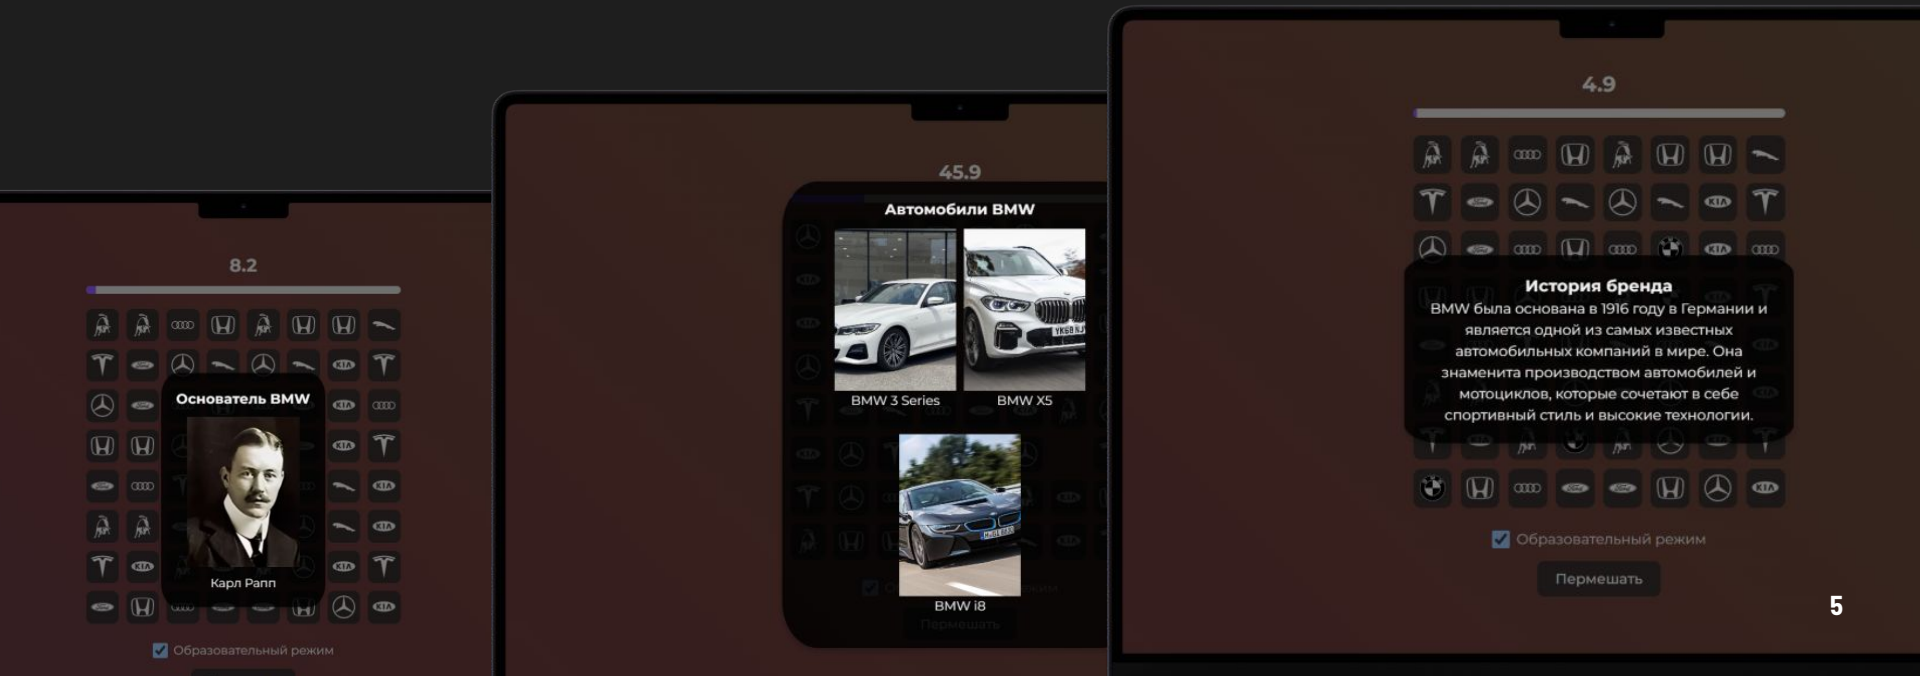 8.2
Основатель BMW
Карл Рапп
Образовательный режим
45.9
Автомобили BMW
BMW 3 Series
BMW X5
BMW i8
Пермешать
4.9
История бренда
BMW была основана в 1916 году в Германии и
является одной из самых известных
автомобильных компаний в мире. Она
знаменита производством автомобилей и
мотоциклов, которые сочетают в себе
спортивный стиль и высокие технологии.
Образовательный режим
Пермешать
5